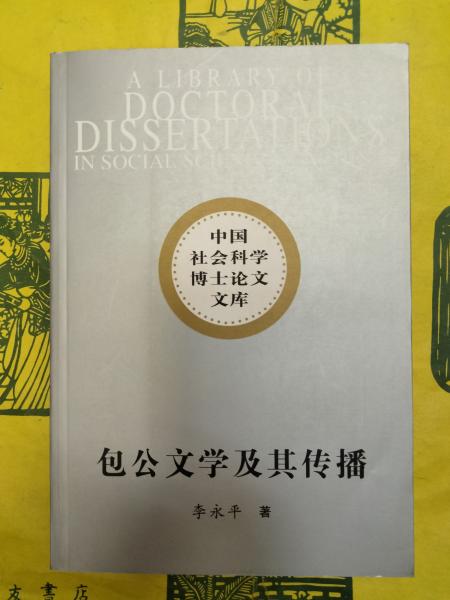 A LIBRARY OF
DOCTORAL
DISSERTATIONS
IN SOCIAL SCIENCES
中国
社会科学
博士论文
文库
包公文学及其传播
李永平 著
友書店